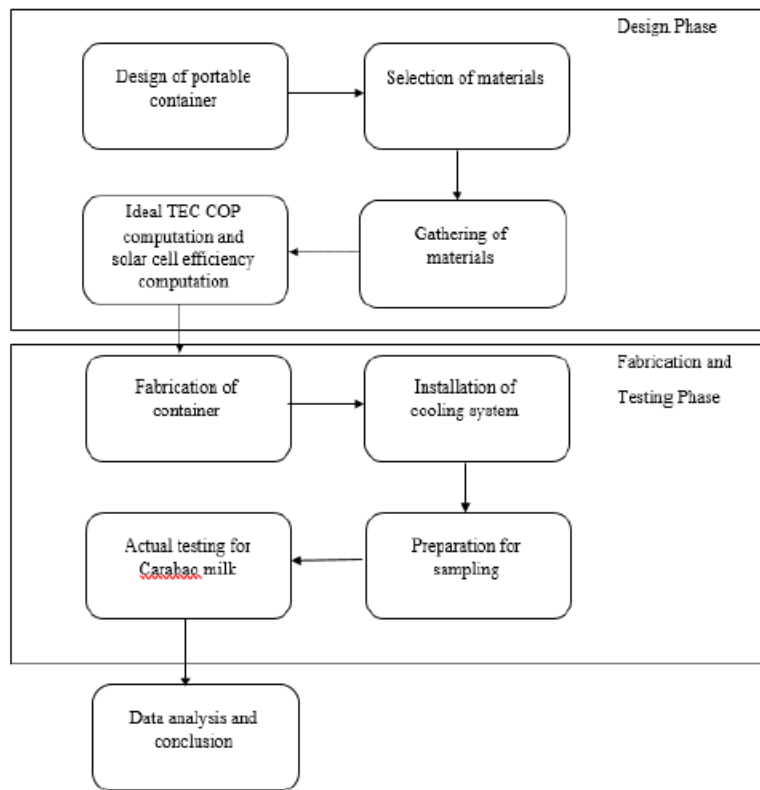 Design Phase
Design of portable
container
Selection of materials
Ideal TEC COP
computation and
solar cell efficiency
computation
Gathering of
materials
Fabrication and
Testing Phase
Fabrication of
container
Installation of
cooling system
Actual testing for
Carabao milk
Preparation for
sampling
Data analysis and
conclusion